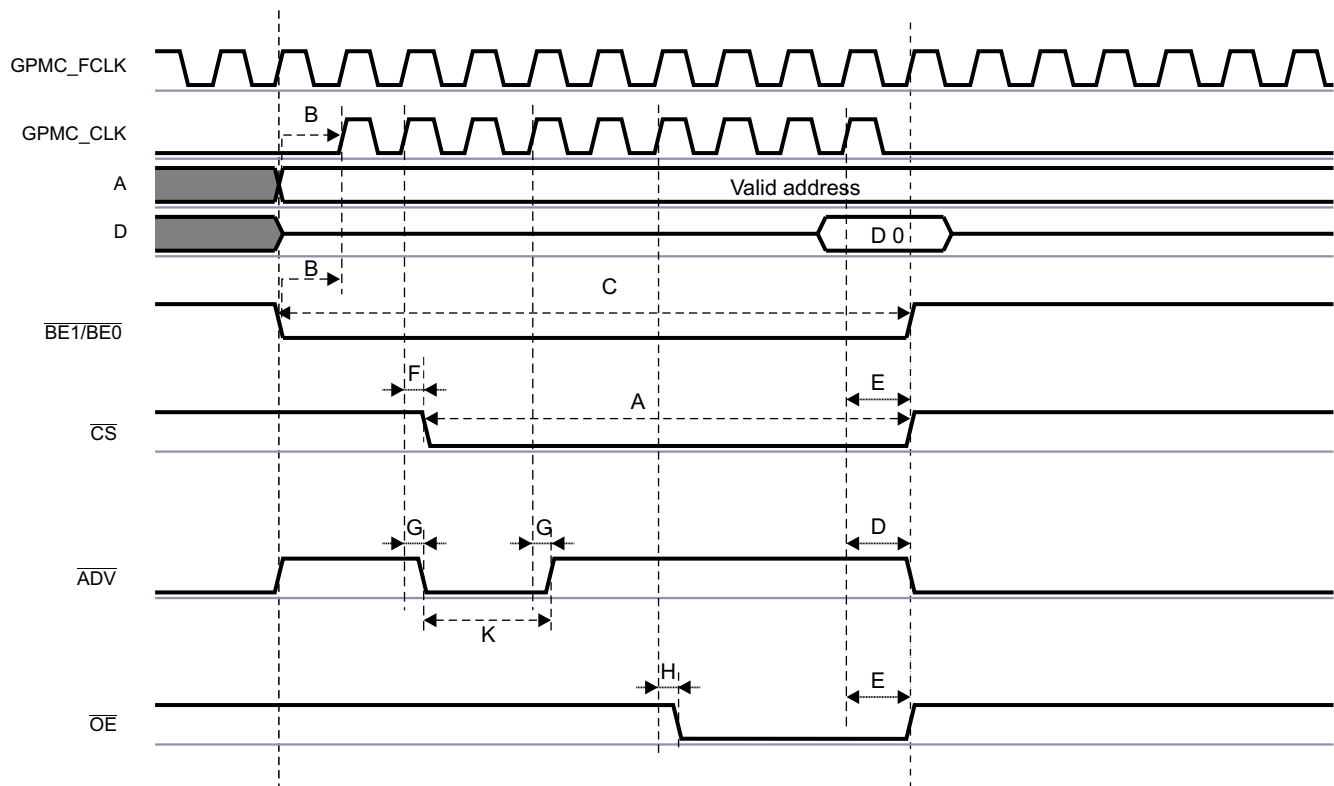 GPMC_FCLK
B
GPMC_CLK
A
Valid address
D
D 0
B
C
BE1/BE0
F
E
A
CS
G
G
D
ADV
K
H
E
OE